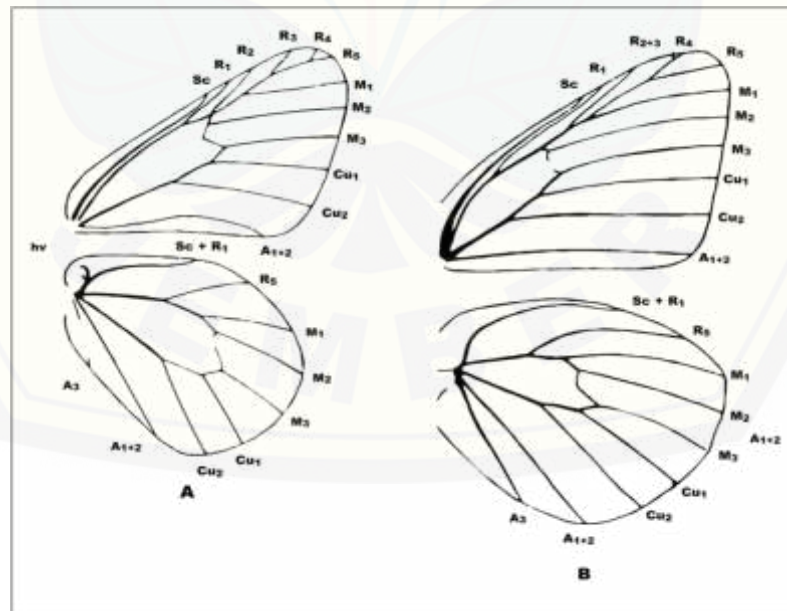 Sc R1 R2 R3 R4 R5
M1
M2
M3
Cu1
Cu2
A1+2
hv
Sc + R1
R5
M1
M2
M3
Cu1
Cu2
A1+2
A3
A
Sc R1 R2+3 R4 R5
M1
M2
M3
Cu1
Cu2
A1+2
Sc + R1
R5
M1
M2
A1+2
M3
Cu1
Cu2
A1+2
A3
B
EMBER